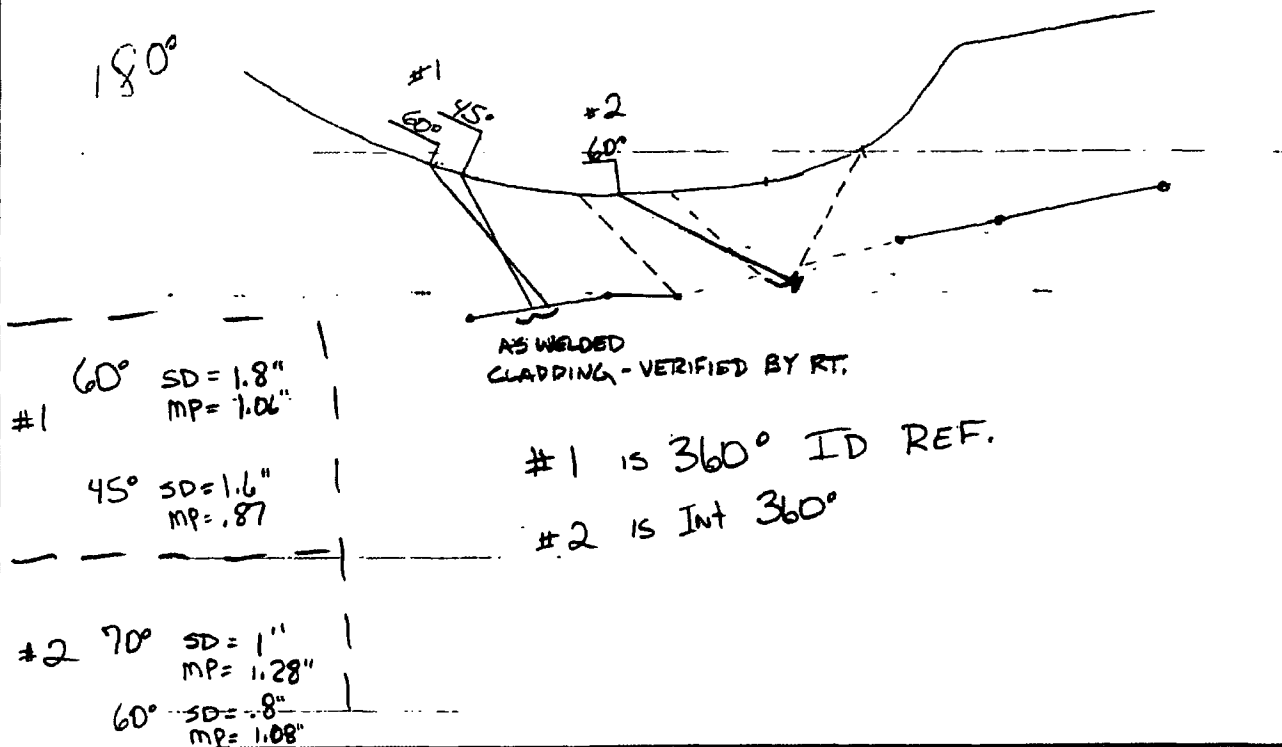 180°
#1
60° 45°
#2
60°
AS WELDED
CLADDING - VERIFIED BY RT.
60° SD = 1.8"
#1 MP = 1.06"
45° SD = 1.6"
MP = .87
#1 is 360° ID REF.
#2 is Int 360°
#2 70° SD = 1"
MP = 1.28"
60° SD = .8"
MP = 1.08"